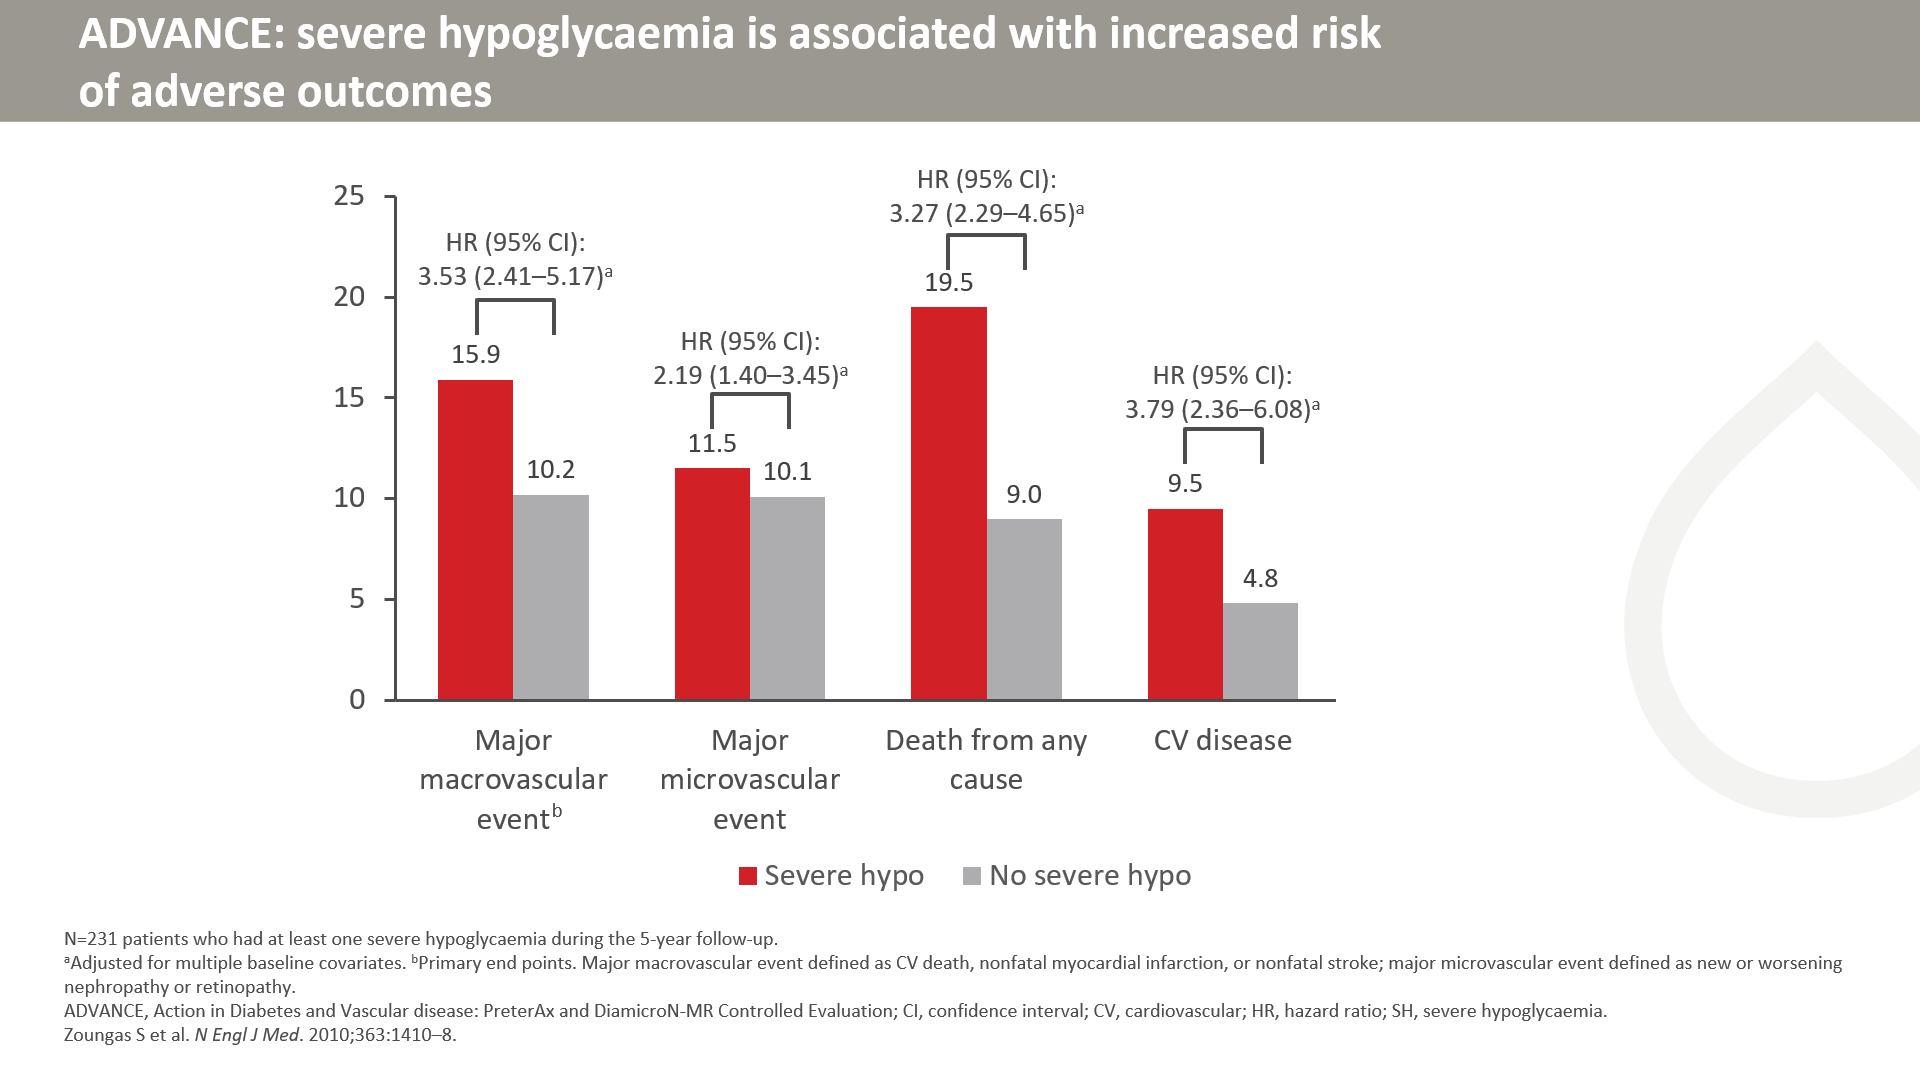 ADVANCE: severe hypoglycaemia is associated with increased risk
of adverse outcomes
25
20
15
10
5
0
HR (95% CI):
3.53 (2.41–5.17)ᵃ
15.9
10.2
HR (95% CI):
2.19 (1.40–3.45)ᵃ
11.5
10.1
HR (95% CI):
3.27 (2.29–4.65)ᵃ
19.5
9.0
HR (95% CI):
3.79 (2.36–6.08)ᵃ
9.5
4.8
Major
macrovascular
eventᵇ
Major
microvascular
event
Death from any
cause
CV disease
Severe hypo
No severe hypo
N=231 patients who had at least one severe hypoglycaemia during the 5-year follow-up.
ᵃAdjusted for multiple baseline covariates. ᵇPrimary end points. Major macrovascular event defined as CV death, nonfatal myocardial infarction, or nonfatal stroke; major microvascular event defined as new or worsening
nephropathy or retinopathy.
ADVANCE, Action in Diabetes and Vascular disease: PreterAx and DiamicroN-MR Controlled Evaluation; CI, confidence interval; CV, cardiovascular; HR, hazard ratio; SH, severe hypoglycaemia.
Zoungas S et al. N Engl J Med. 2010;363:1410–8.